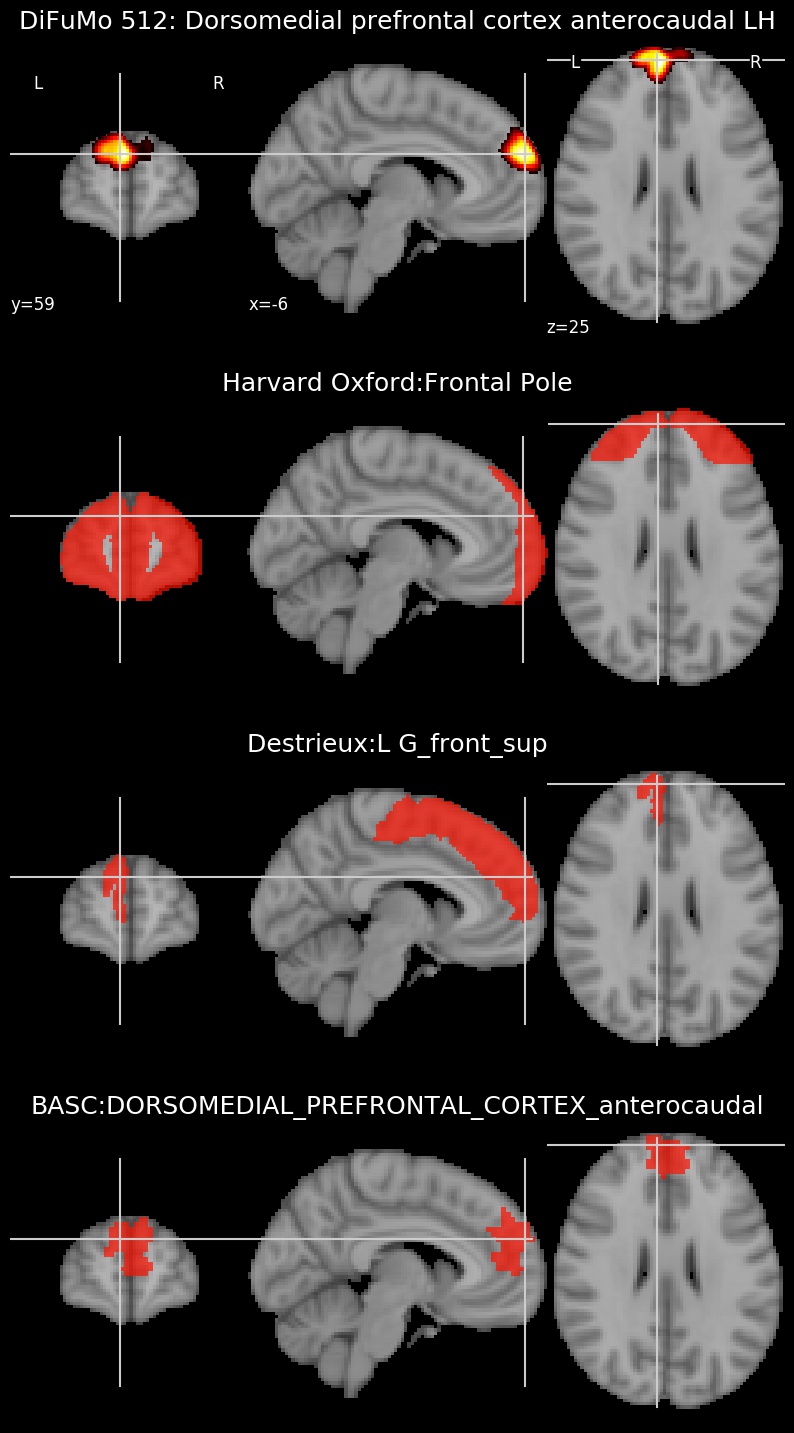 DiFuMo 512: Dorsomedial prefrontal cortex anterocaudal LH
L R
L R
y=59
x=-6
z=25
Harvard Oxford:Frontal Pole
Destrieux:L G_front_sup
BASC:DORSOMEDIAL_PREFRONTAL_CORTEX_anterocaudal